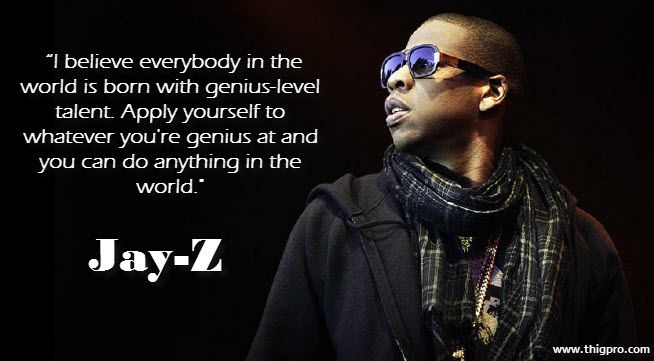 “I believe everybody in the
world is born with genius-level
talent. Apply yourself to
whatever you're genius at and
you can do anything in the
world."
Jay-Z
www.thigpro.com